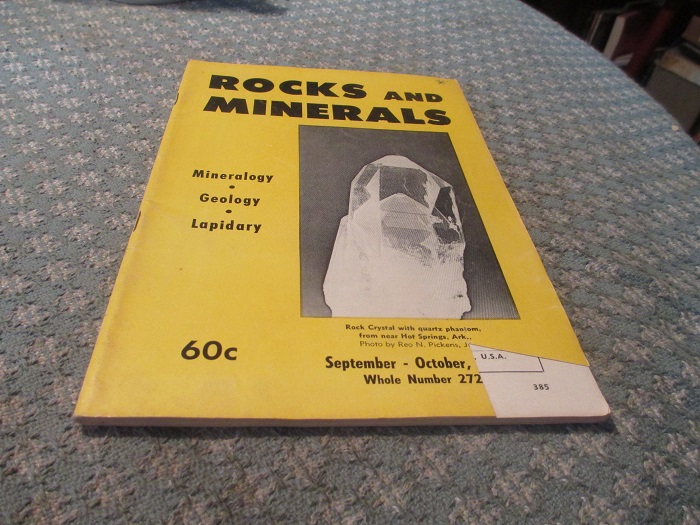 ROCKS AND
MINERALS
Mineralogy
•
Geology
•
Lapidary
Rock Crystal with quartz phantom,
from near Hot Springs, Ark..
Photo by Reo N. Pickens,
60c
September - October,
Whole Number 272
U.S.A.
385